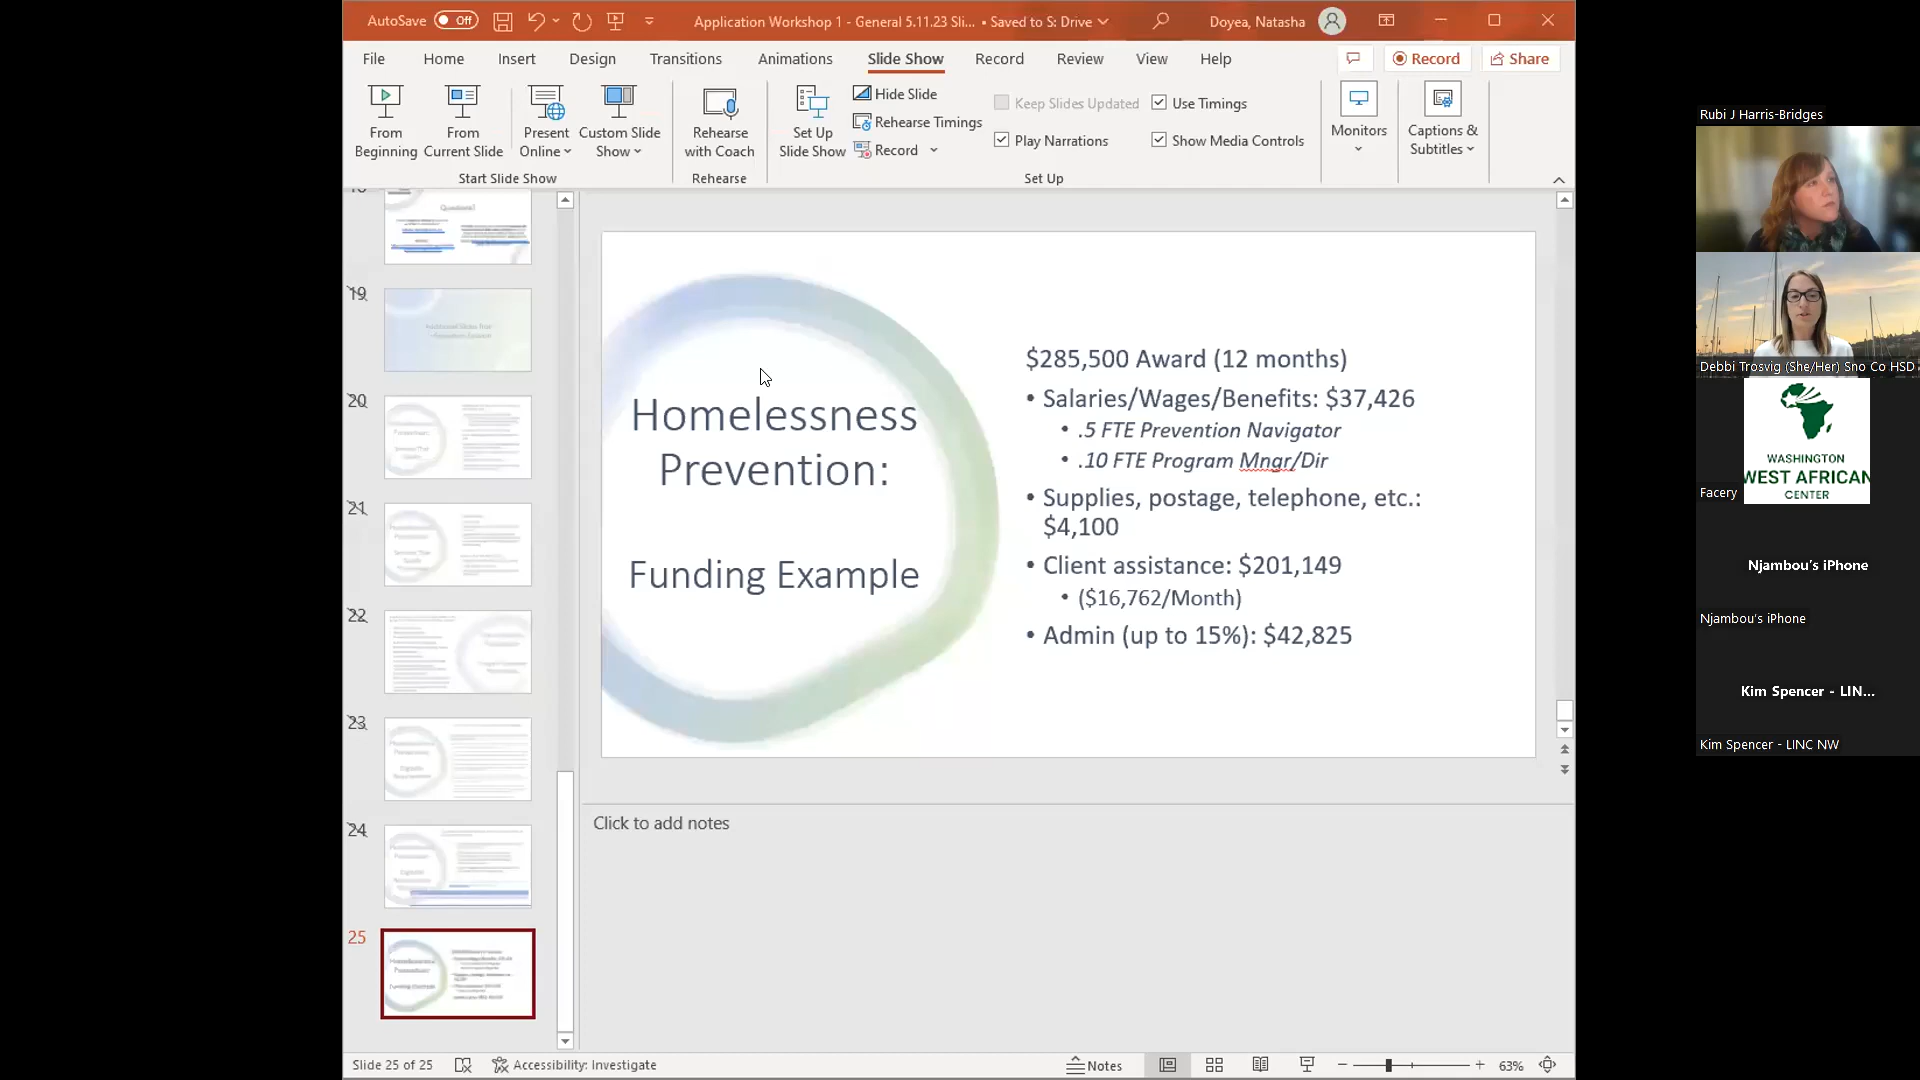 AutoSave Off
Application Workshop 1 - General 5.11.23 Sli... • Saved to S: Drive
Doyea, Natasha
File Home Insert Design Transitions Animations Slide Show Record Review View Help
Record
Share
From Beginning
From Current Slide
Present Online
Custom Slide Show
Start Slide Show
Rehearse with Coach
Rehearse
Set Up Slide Show
Hide Slide
Rehearse Timings
Record
Keep Slides Updated
Use Timings
Play Narrations
Show Media Controls
Set Up
Monitors
Captions & Subtitles
Questions?
19
20
21
22
23
24
25
Homelessness
Prevention:
Funding Example
$285,500 Award (12 months)
• Salaries/Wages/Benefits: $37,426
• .5 FTE Prevention Navigator
• .10 FTE Program Mngr/Dir
• Supplies, postage, telephone, etc.:
$4,100
• Client assistance: $201,149
• ($16,762/Month)
• Admin (up to 15%): $42,825
Click to add notes
Slide 25 of 25
Accessibility: Investigate
Notes
63%
Rubi J Harris-Bridges
Debbi Trosvig (She/Her) Sno Co HSD
WASHINGTON
WEST AFRICAN
CENTER
Facery
Njambou's iPhone
Njambou's iPhone
Kim Spencer - LIN...
Kim Spencer - LINC NW